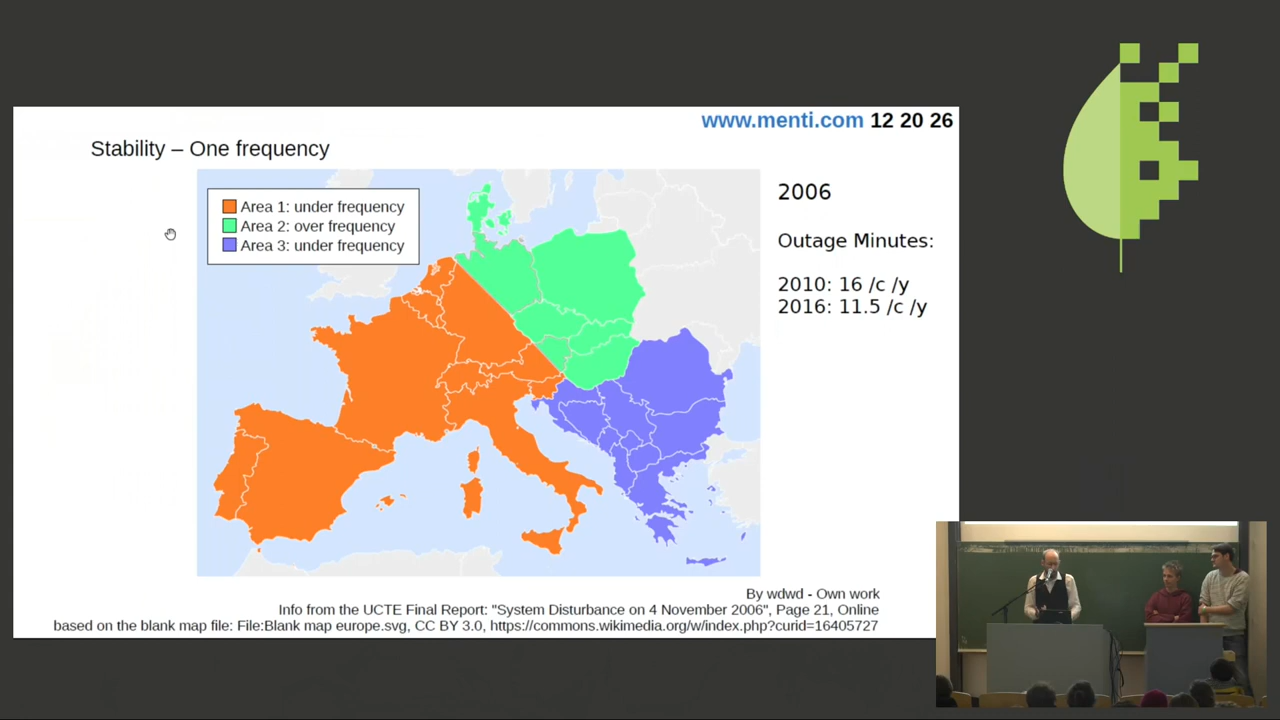 www.menti.com 12 20 26
Stability – One frequency
Area 1: under frequency
Area 2: over frequency
Area 3: under frequency
2006
Outage Minutes:
2010: 16 /c /y
2016: 11.5 /c /y
By wdwd - Own work
Info from the UCTE Final Report: "System Disturbance on 4 November 2006", Page 21, Online
based on the blank map file: File:Blank map europe.svg, CC BY 3.0, https://commons.wikimedia.org/w/index.php?curid=16405727